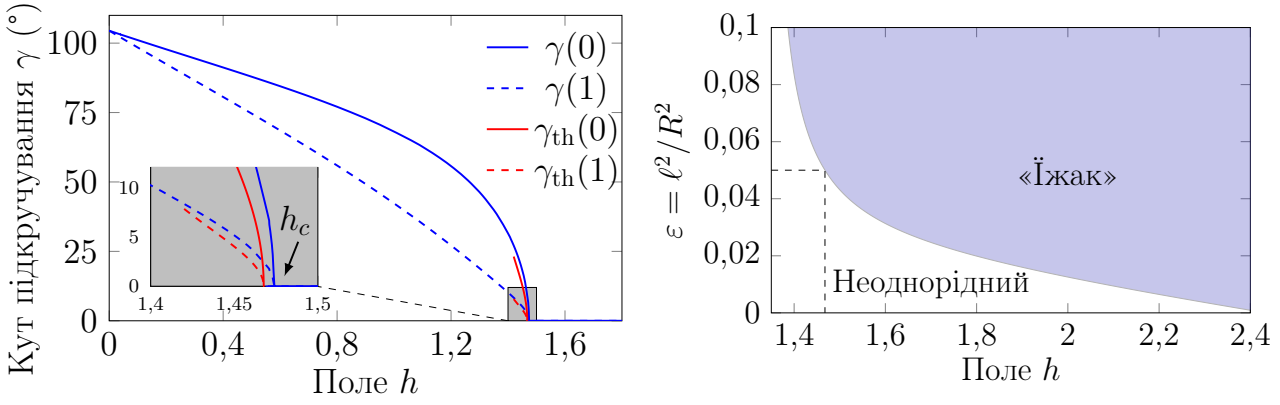 Кут підкручування γ (°)
100
75
50
25
0
γ(0)
γ(1)
γth(0)
γth(1)
10
5
0
h_c
1,4
1,45
1,5
0
0,4
0,8
1,2
1,6
Поле h
ε = ℓ²/R²
0,1
0,08
0,06
0,04
0,02
0
«Їжак»
Неоднорідний
1,4
1,6
1,8
2
2,2
2,4
Поле h